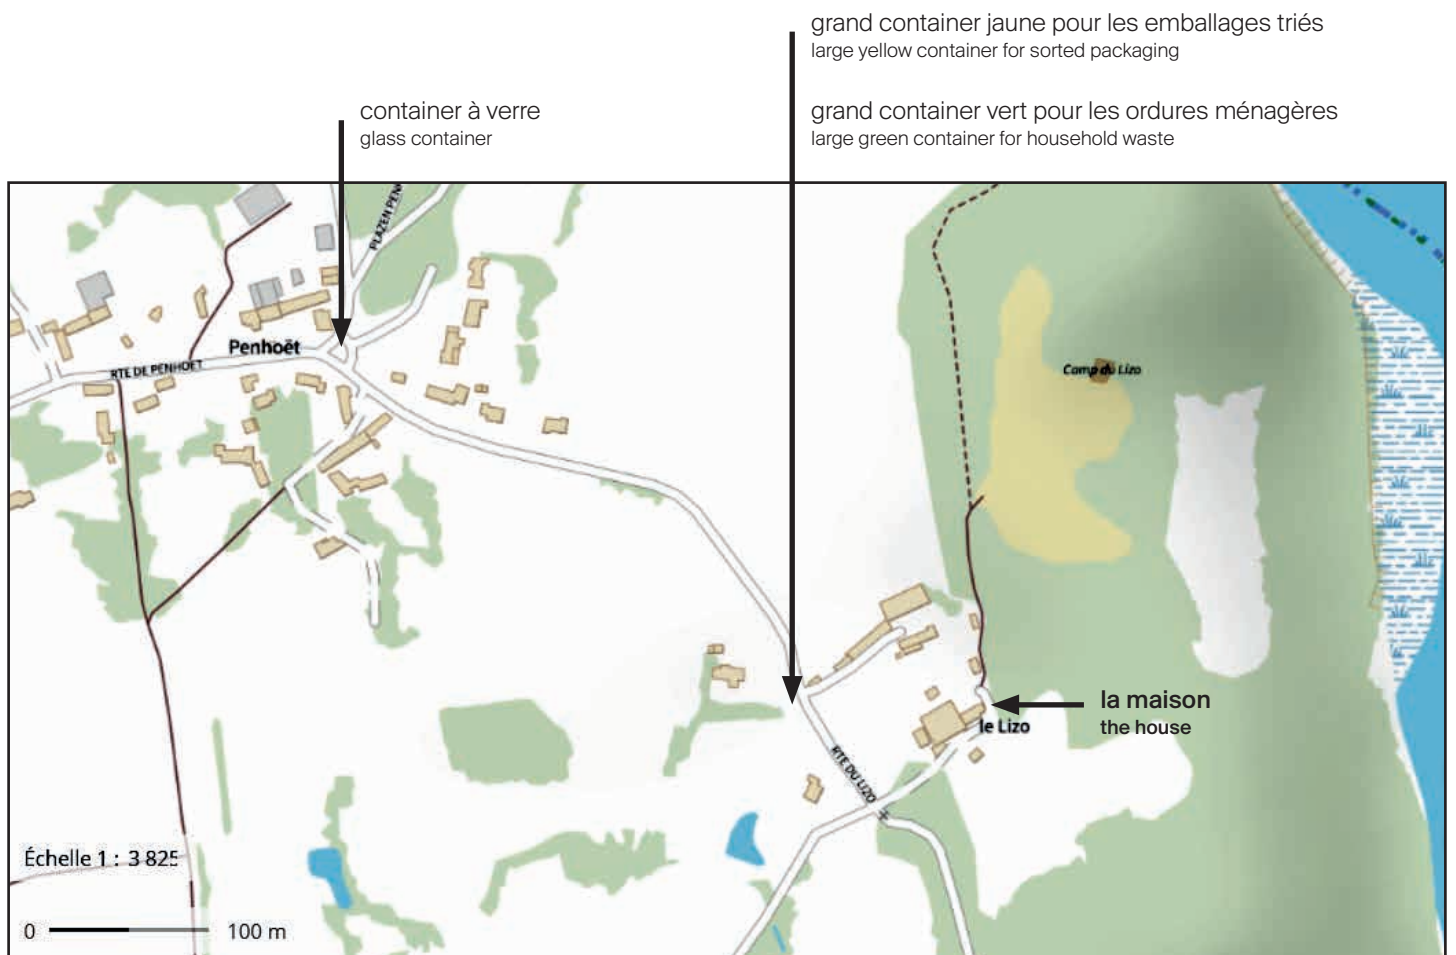 grand container jaune pour les emballages triés
large yellow container for sorted packaging
container à verre
glass container
grand container vert pour les ordures ménagères
large green container for household waste
PLAZEN PEN
Penhoët
RTE DE PENHOET
Camp du Lizo
la maison
the house
le Lizo
RTE DU LIZO
Échelle 1 : 3 825
0 100 m